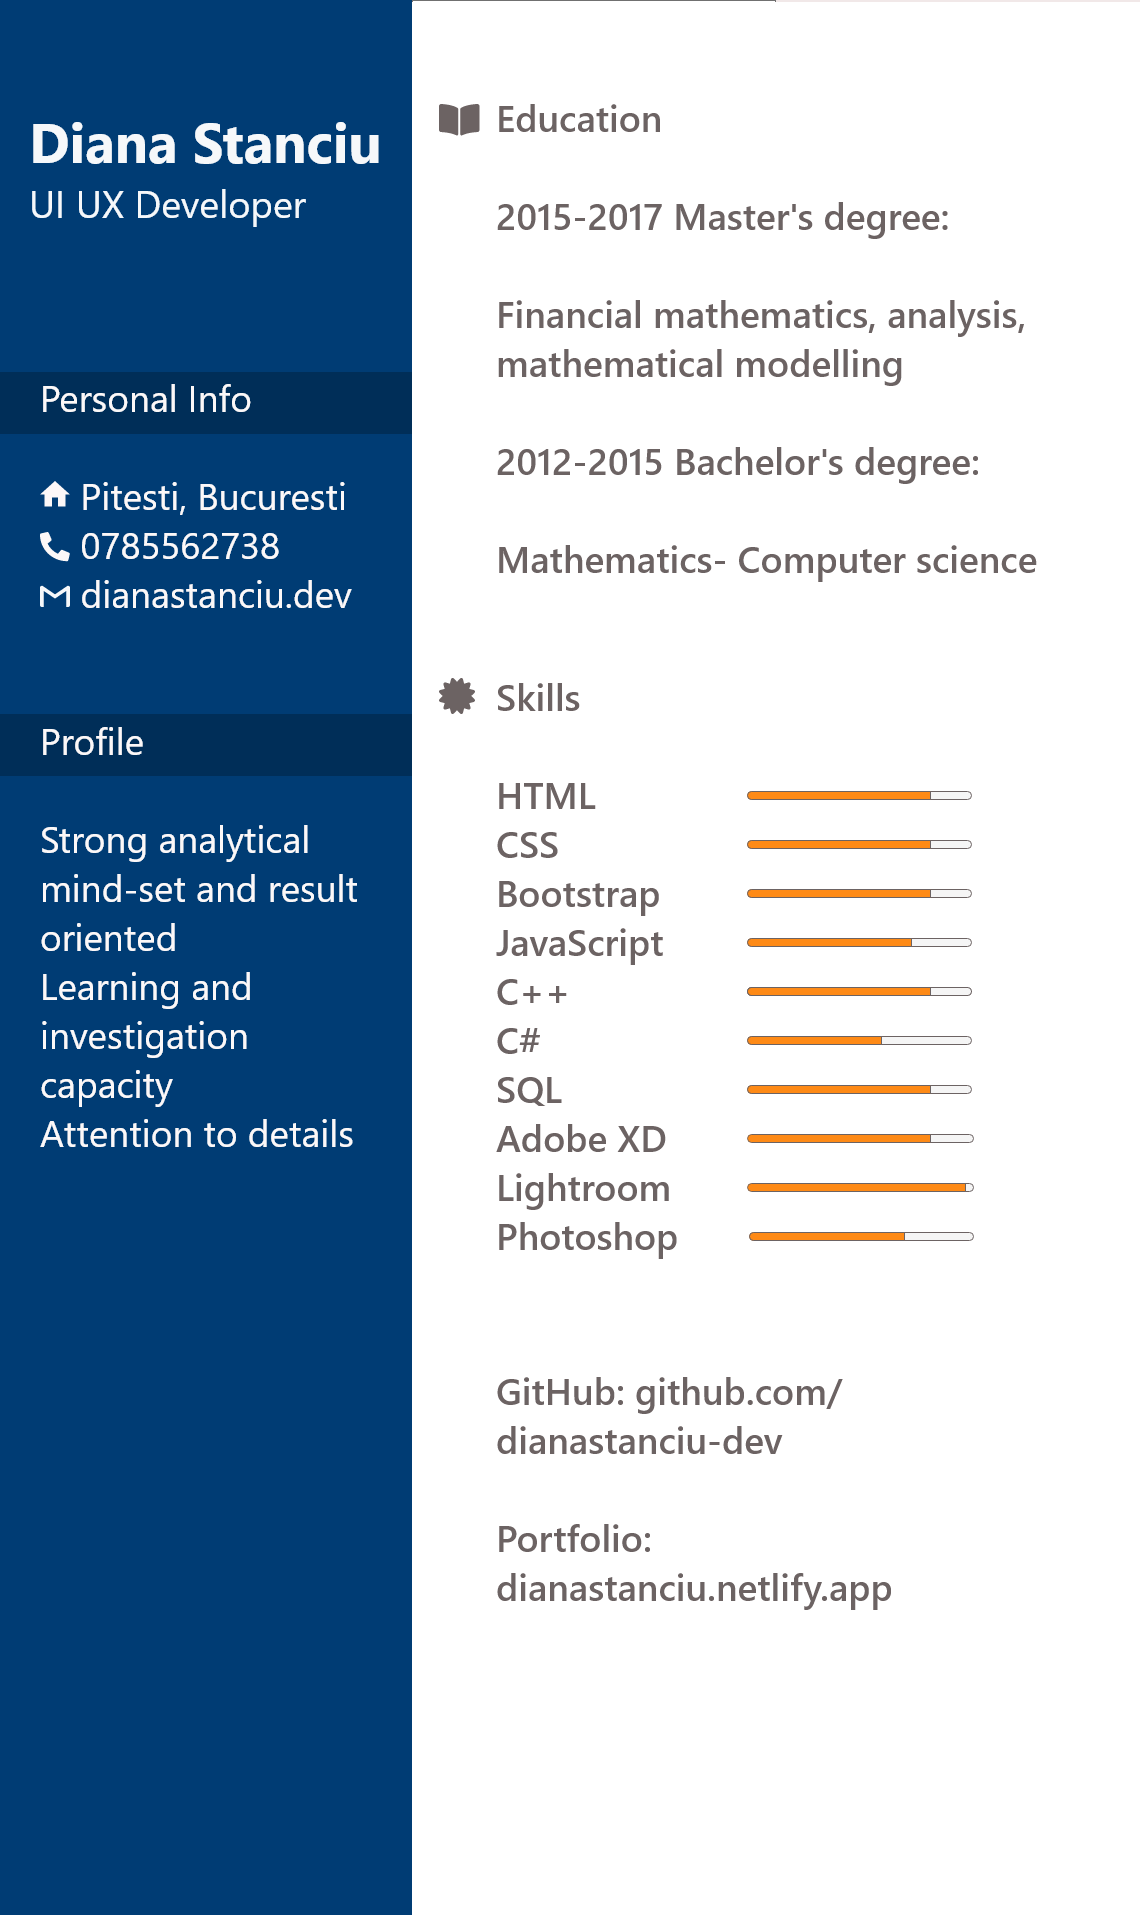 Diana Stanciu
UI UX Developer
Personal Info
Pitesti, Bucuresti
0785562738
dianastanciu.dev
Profile
Strong analytical
mind-set and result
oriented
Learning and
investigation
capacity
Attention to details
Education
2015-2017 Master's degree:
Financial mathematics, analysis,
mathematical modelling
2012-2015 Bachelor's degree:
Mathematics- Computer science
Skills
HTML
CSS
Bootstrap
JavaScript
C++
C#
SQL
Adobe XD
Lightroom
Photoshop
GitHub: github.com/
dianastanciu-dev
Portfolio:
dianastanciu.netlify.app